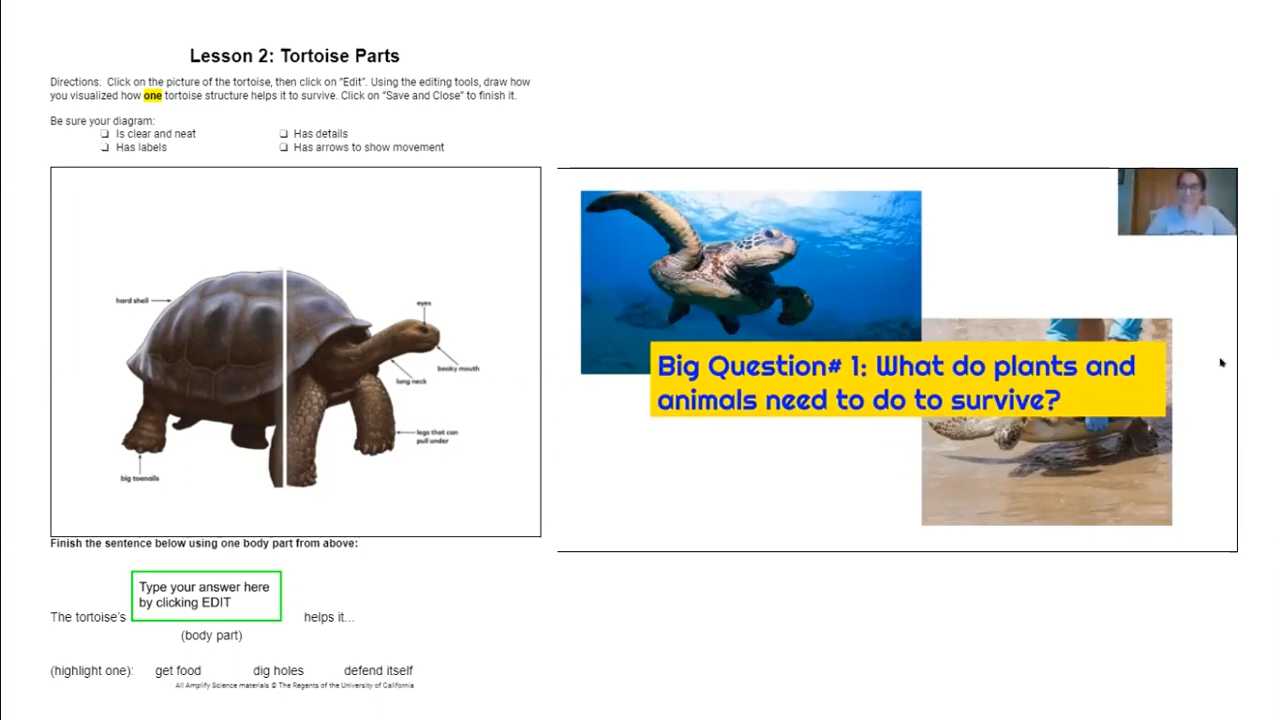 Lesson 2: Tortoise Parts
Directions: Click on the picture of the tortoise, then click on "Edit". Using the editing tools, draw how
you visualized how one tortoise structure helps it to survive. Click on "Save and Close" to finish it.
Be sure your diagram:
❏ Is clear and neat
❏ Has details
❏ Has labels
❏ Has arrows to show movement
hard shell
eyes
beaky mouth
long neck
legs that can
pull under
big toenails
Finish the sentence below using one body part from above:
Type your answer here
by clicking EDIT
The tortoise's helps it...
(body part)
(highlight one): get food dig holes defend itself
All Amplify Science materials © The Regents of the University of California
Big Question# 1: What do plants and
animals need to do to survive?